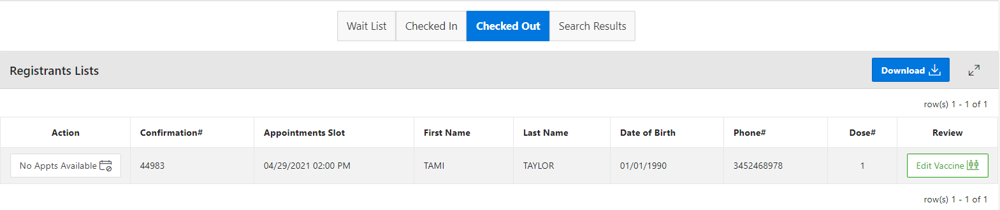 Wait List Checked In Checked Out Search Results
Registrants Lists Download
row(s) 1 - 1 of 1
Action Confirmation# Appointments Slot First Name Last Name Date of Birth Phone# Dose# Review
No Appts Available 44983 04/29/2021 02:00 PM TAMI TAYLOR 01/01/1990 3452468978 1 Edit Vaccine
row(s) 1 - 1 of 1